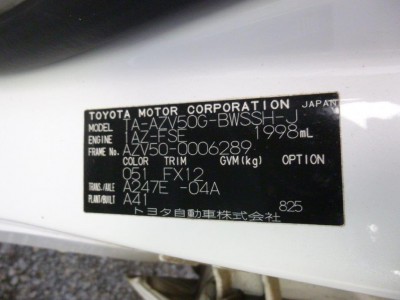 TOYOTA MOTOR CORPORATION JAPAN
MODEL TA-AZV50G-BWSSH-J
ENGINE 1AZ-FSE 1998mL
FRAME No. AZV50-0006289
COLOR TRIM GVM(kg) OPTION
051 FX12
TRANS./AXLE A247E -04A
PLANT/BUILT A41
トヨタ自動車株式会社 825